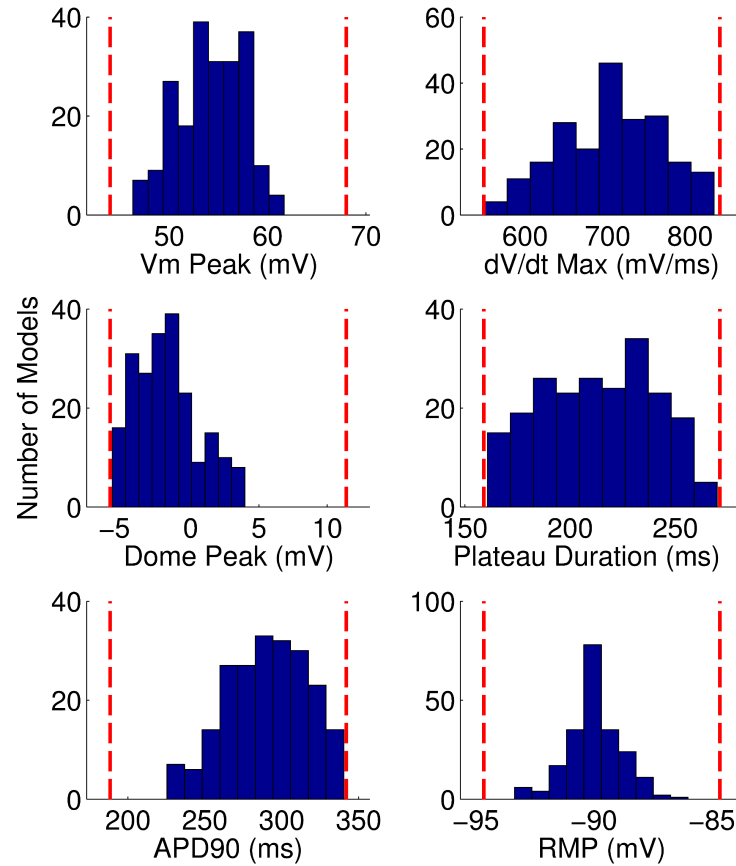 40
20
0
50 60 70
Vm Peak (mV)
60
40
20
0
600 700 800
dV/dt Max (mV/ms)
Number of Models
40
20
0
−5 0 5 10
Dome Peak (mV)
40
20
0
150 200 250
Plateau Duration (ms)
40
20
0
200 250 300 350
APD90 (ms)
100
50
0
−95 −90 −85
RMP (mV)